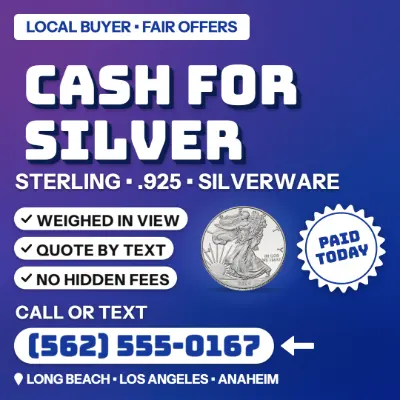 LOCAL BUYER ▪ FAIR OFFERS
CASH FOR
SILVER
STERLING ▪ .925 ▪ SILVERWARE
✓ WEIGHED IN VIEW
✓ QUOTE BY TEXT
✓ NO HIDDEN FEES
PAID
TODAY
CALL OR TEXT
(562) 555-0167
LONG BEACH ▪ LOS ANGELES ▪ ANAHEIM